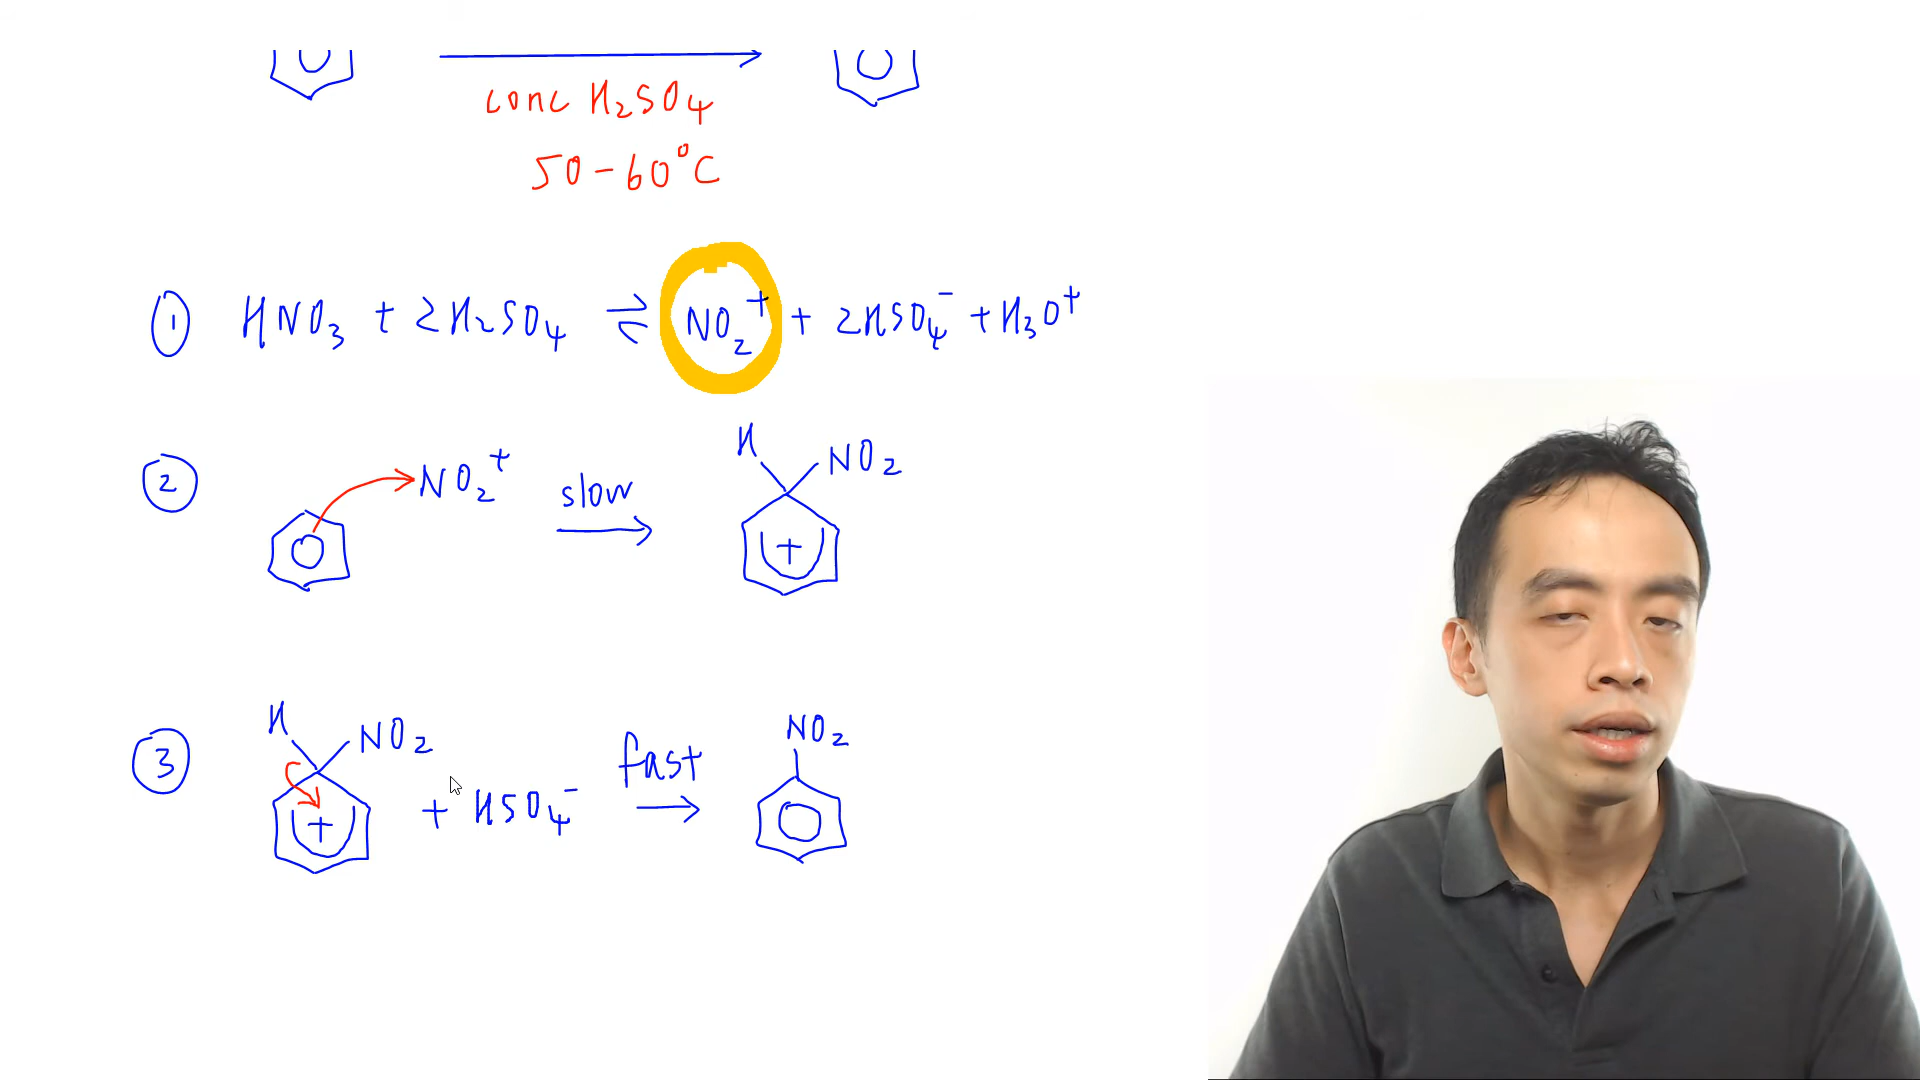 conc H₂SO₄
50-60°C
① HNO₃ + 2H₂SO₄ ⇌ NO₂⁺ + 2HSO₄⁻ + H₃O⁺
② NO₂⁺ slow H NO₂ +
③ H NO₂ + + HSO₄⁻ fast NO₂